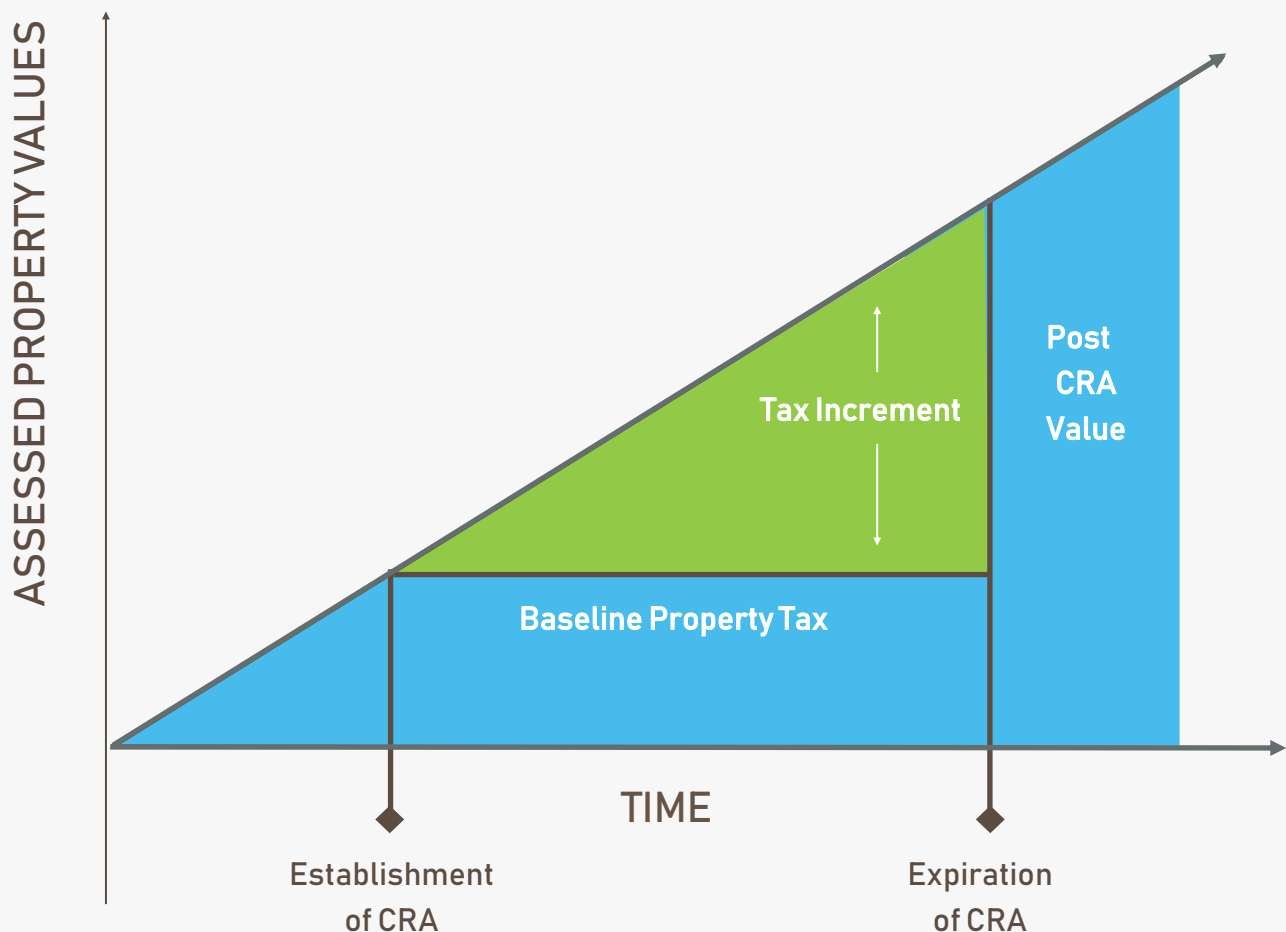 ASSESSED PROPERTY VALUES
Post
CRA
Value
Tax Increment
Baseline Property Tax
TIME
Establishment
of CRA
Expiration
of CRA